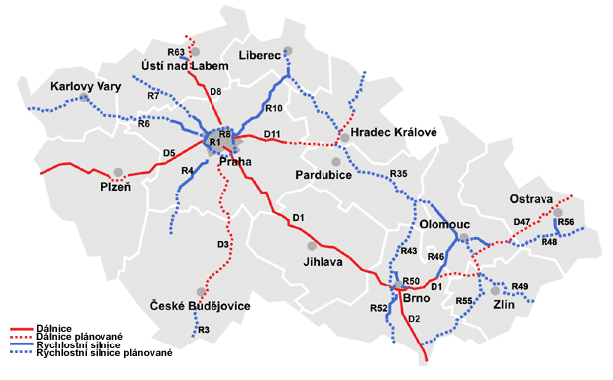 R63
Liberec
Ústí nad Labem
Karlovy Vary
R7
D8
R10
R6
R8
R1
D11
Hradec Králové
Praha
D5
R4
Plzeň
Pardubice
R35
Ostrava
D47
R56
Olomouc
D1
R48
D3
R43
R46
Jihlava
R50
D1
R49
České Budějovice
Brno
R55
Zlín
R52
D2
R3
Dálnice
Dálnice plánované
Rychlostní silnice
Rychlostní silnice plánované